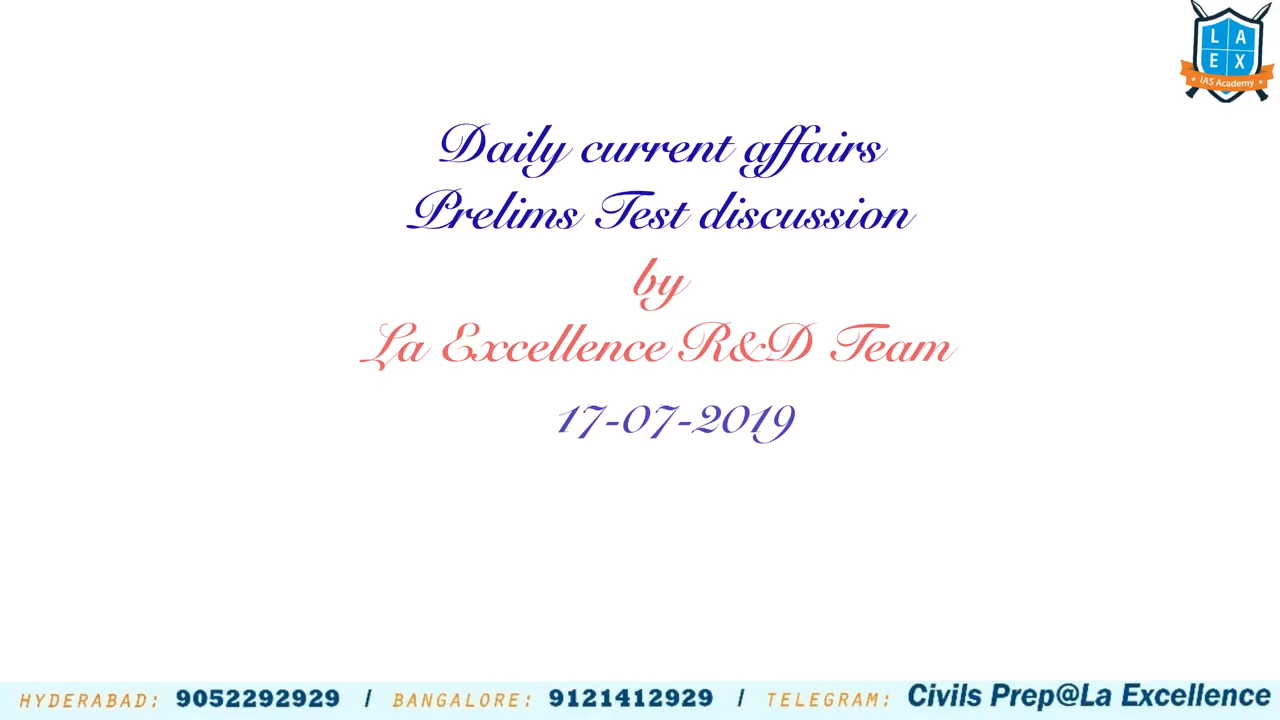 L A
E X
IAS Academy
Daily current affairs
Prelims Test discussion
by
La Excellence R&D Team
17-07-2019
HYDERABAD: 9052292929 / BANGALORE: 9121412929 / TELEGRAM: Civils Prep@La Excellence